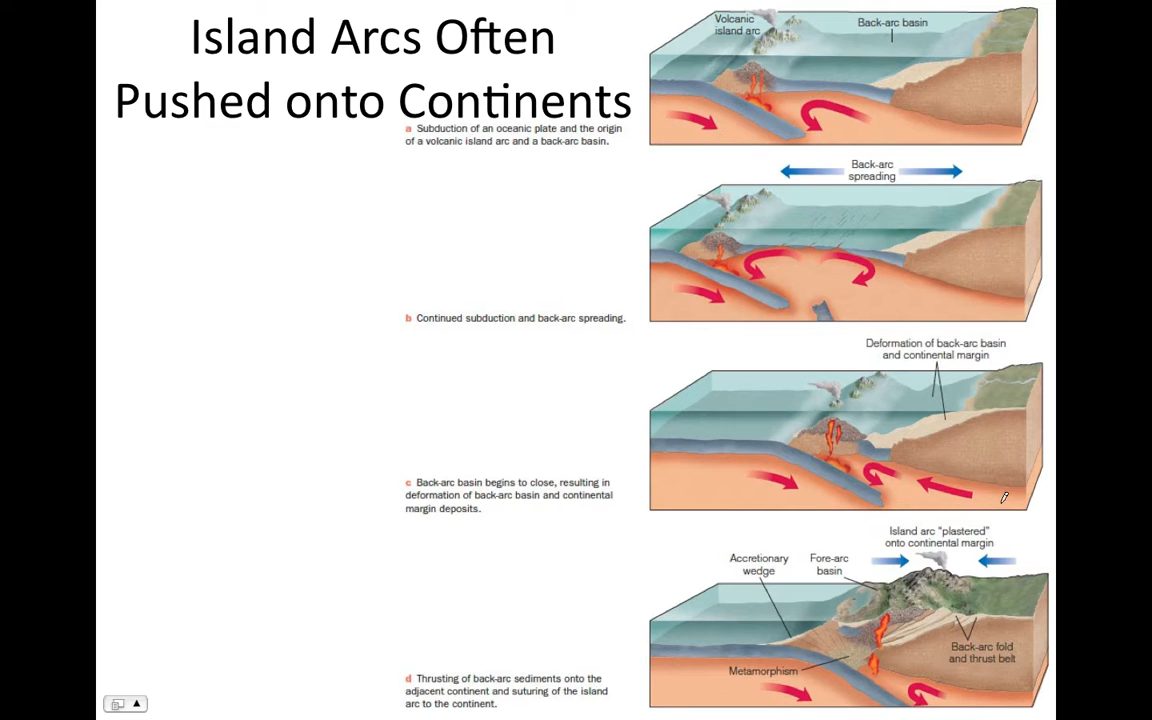 Island Arcs Often
Pushed onto Continents
a Subduction of an oceanic plate and the origin
of a volcanic island arc and a back-arc basin.
Volcanic
island arc
Back-arc basin
Back-arc
spreading
b Continued subduction and back-arc spreading.
Deformation of back-arc basin
and continental margin
c Back-arc basin begins to close, resulting in
deformation of back-arc basin and continental
margin deposits.
Island arc "plastered"
onto continental margin
Accretionary
wedge
Fore-arc
basin
Back-arc fold
and thrust belt
Metamorphism
d Thrusting of back-arc sediments onto the
adjacent continent and suturing of the island
arc to the continent.